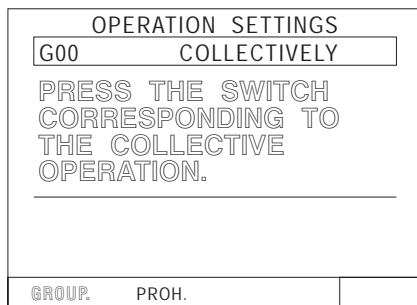 OPERATION SETTINGS
G00 COLLECTIVELY
PRESS THE SWITCH
CORRESPONDING TO
THE COLLECTIVE
OPERATION.
GROUP. PROH.